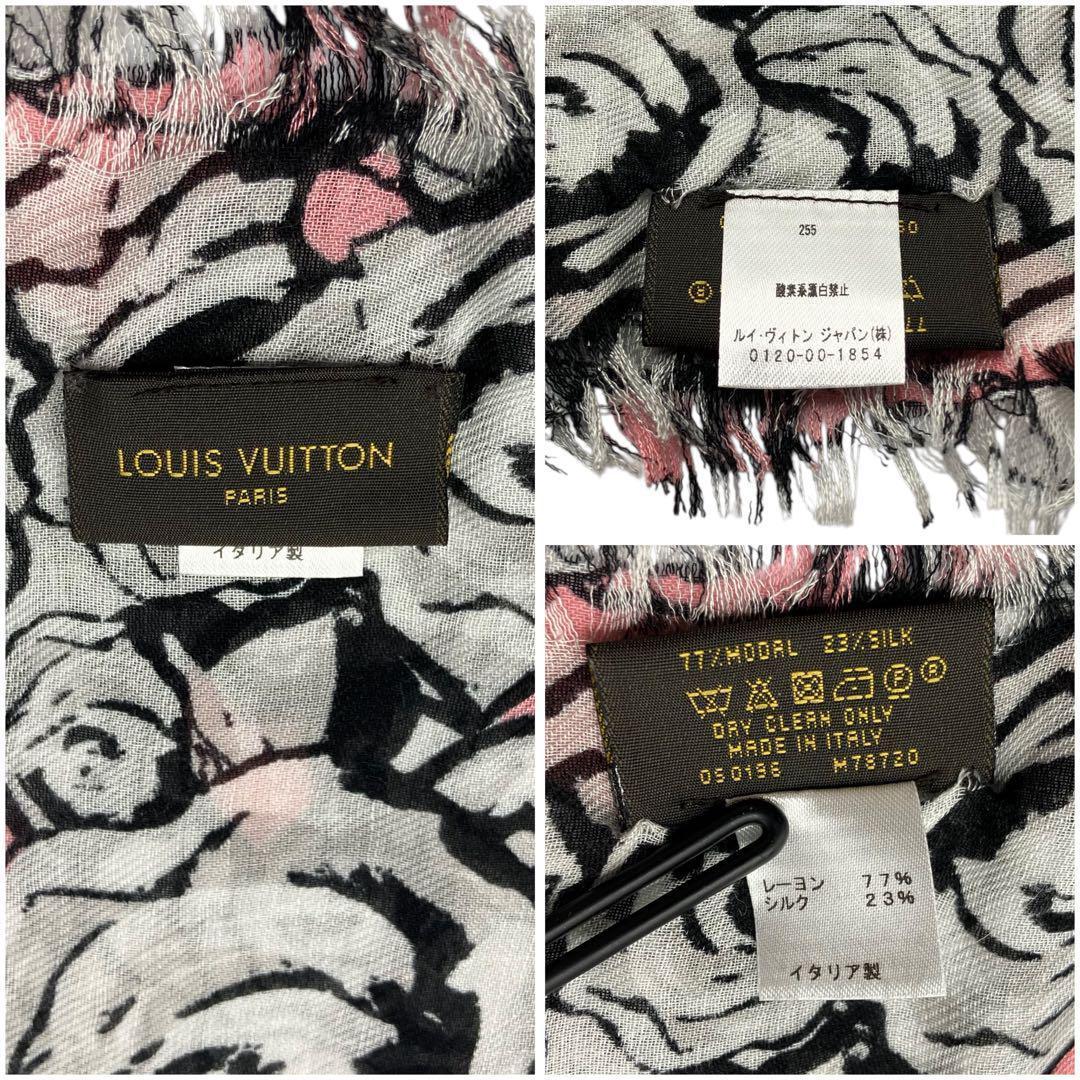 LOUIS VUITTON
PARIS
イタリア製
255
酸素系漂白禁止
ルイ・ヴィトン ジャパン(株)
0120-00-1854
77%MODAL 23%SILK
DRY CLEAN ONLY
MADE IN ITALY
050196 M78720
レーヨン 77%
シルク 23%
イタリア製